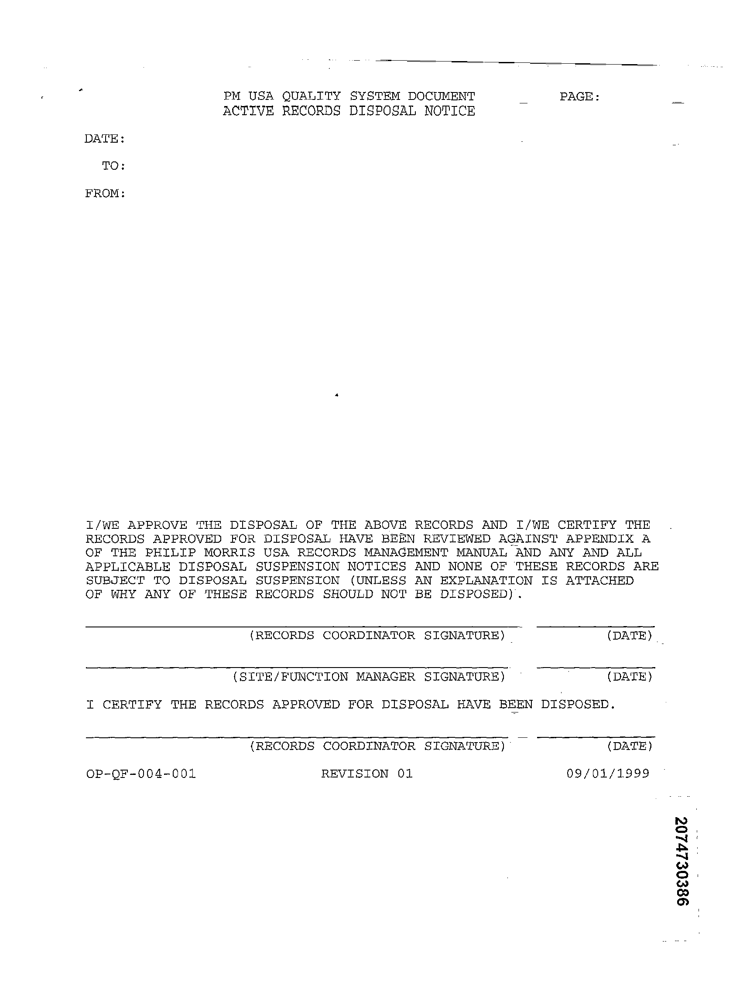 PM USA QUALITY SYSTEM DOCUMENT PAGE:
ACTIVE RECORDS DISPOSAL NOTICE
DATE:
TO:
FROM:
I/WE APPROVE THE DISPOSAL OF THE ABOVE RECORDS AND I/WE CERTIFY THE
RECORDS APPROVED FOR DISPOSAL HAVE BEEN REVIEWED AGAINST APPENDIX A
OF THE PHILIP MORRIS USA RECORDS MANAGEMENT MANUAL AND ANY AND ALL
APPLICABLE DISPOSAL SUSPENSION NOTICES AND NONE OF THESE RECORDS ARE
SUBJECT TO DISPOSAL SUSPENSION (UNLESS AN EXPLANATION IS ATTACHED
OF WHY ANY OF THESE RECORDS SHOULD NOT BE DISPOSED).
(RECORDS COORDINATOR SIGNATURE) (DATE)
(SITE/FUNCTION MANAGER SIGNATURE) (DATE)
I CERTIFY THE RECORDS APPROVED FOR DISPOSAL HAVE BEEN DISPOSED.
(RECORDS COORDINATOR SIGNATURE) (DATE)
OP-QF-004-001 REVISION 01 09/01/1999
2074730386